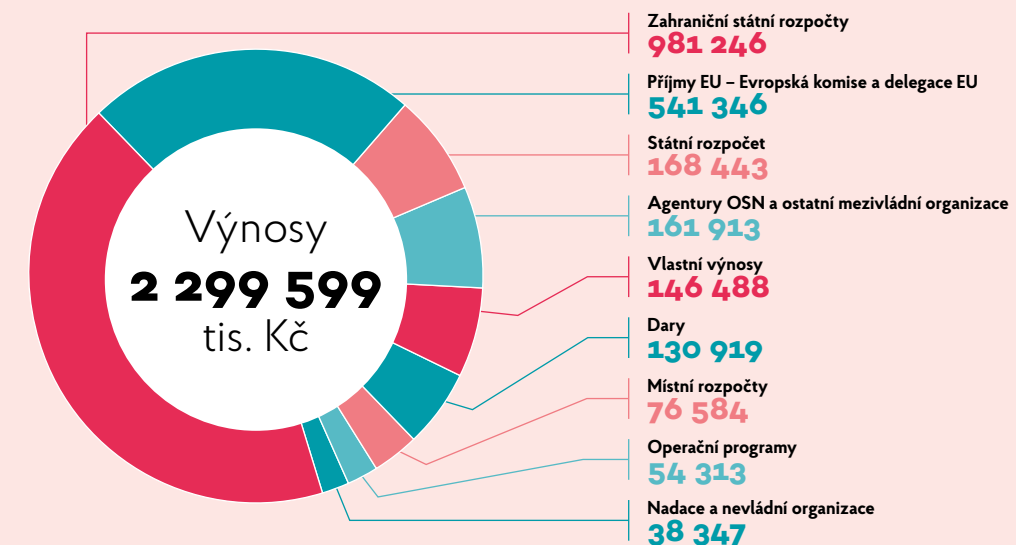 Výnosy
2 299 599
tis. Kč
Zahraniční státní rozpočty
981 246
Příjmy EU – Evropská komise a delegace EU
541 346
Státní rozpočet
168 443
Agentury OSN a ostatní mezivládní organizace
161 913
Vlastní výnosy
146 488
Dary
130 919
Místní rozpočty
76 584
Operační programy
54 313
Nadace a nevládní organizace
38 347